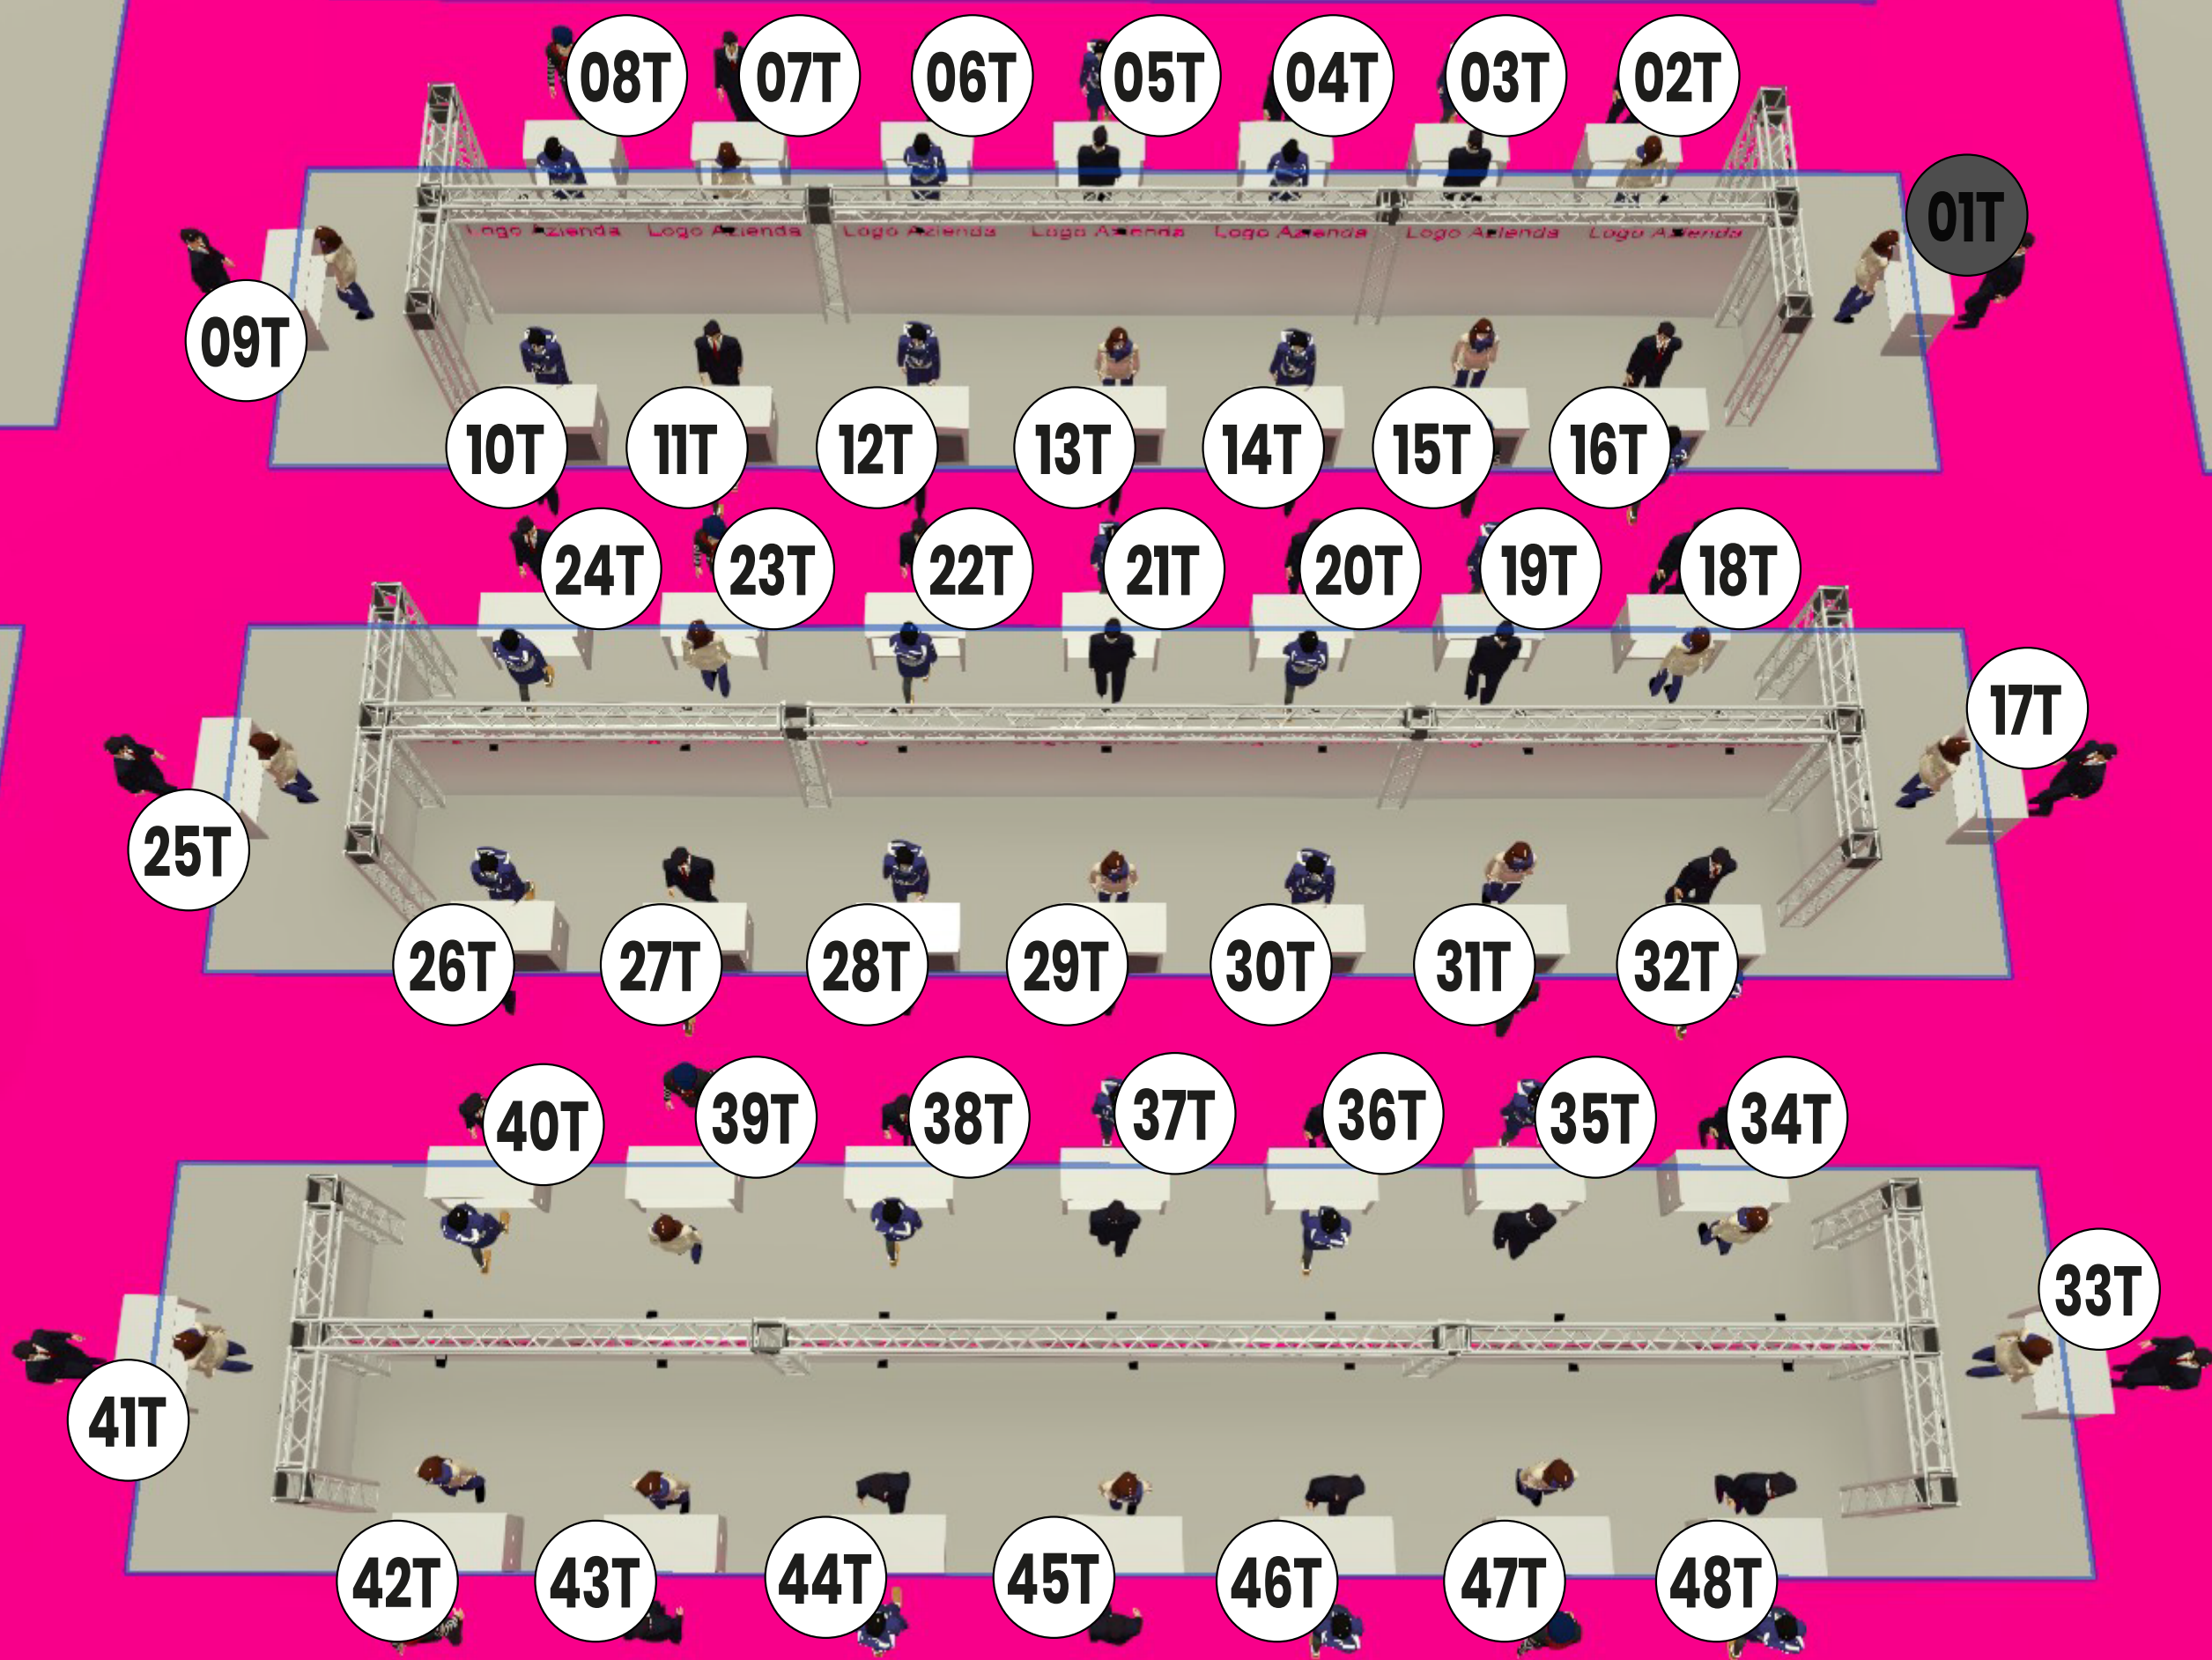 08T 07T 06T 05T 04T 03T 02T
01T
Logo Azienda Logo Azienda Logo Azienda Logo Azienda Logo Azienda Logo Azienda Logo Azienda
09T
10T 11T 12T 13T 14T 15T 16T
24T 23T 22T 21T 20T 19T 18T
17T
25T
26T 27T 28T 29T 30T 31T 32T
40T 39T 38T 37T 36T 35T 34T
33T
41T
42T 43T 44T 45T 46T 47T 48T